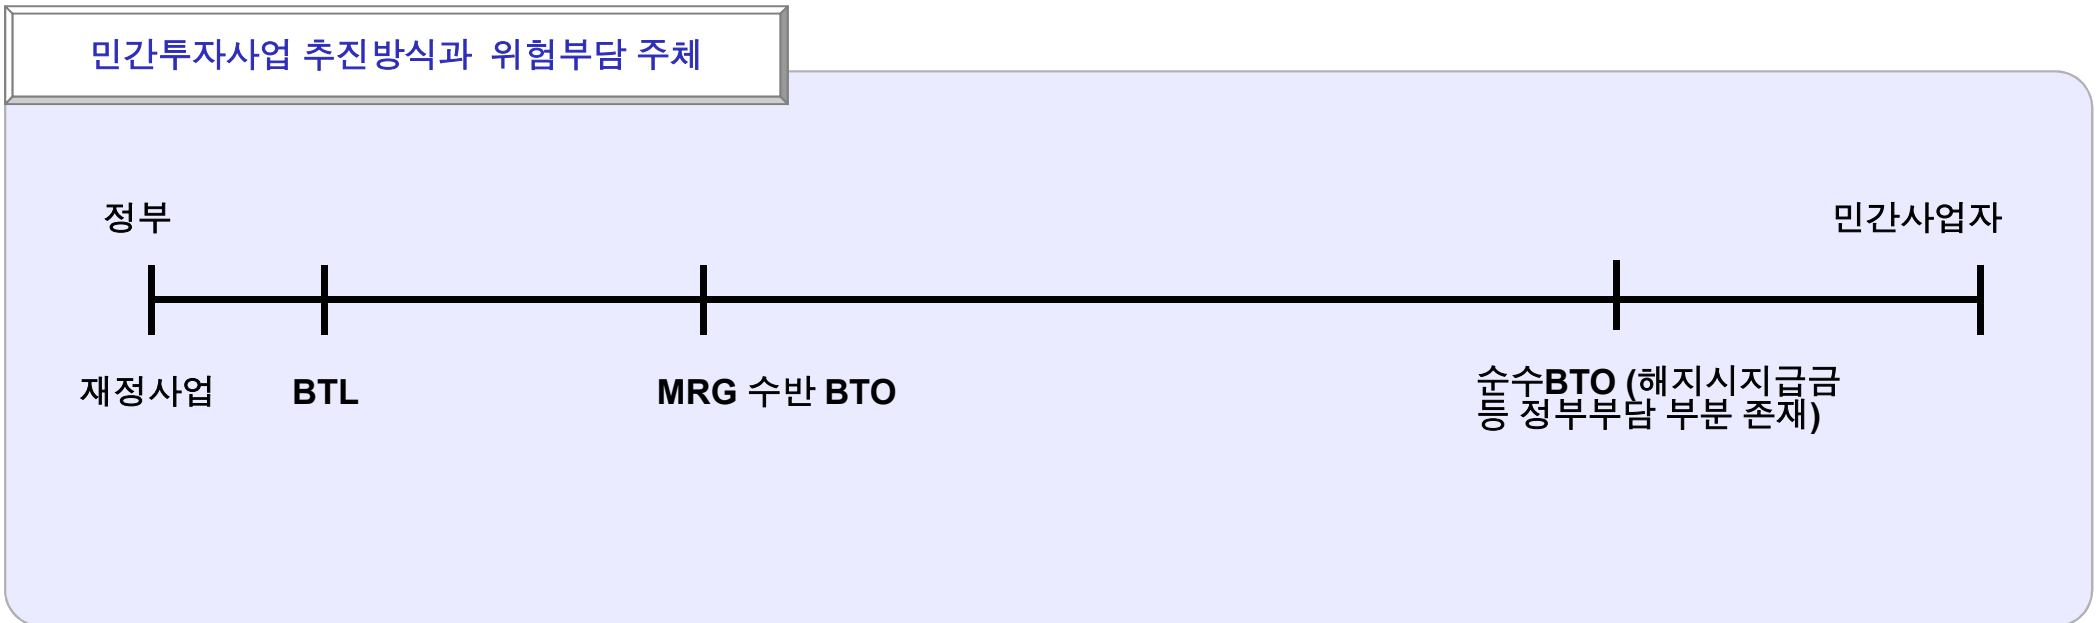 민간투자사업 추진방식과 위험부담 주체
정부
민간사업자
재정사업
BTL
MRG 수반 BTO
순수BTO (해지시지급금
등 정부부담 부분 존재)